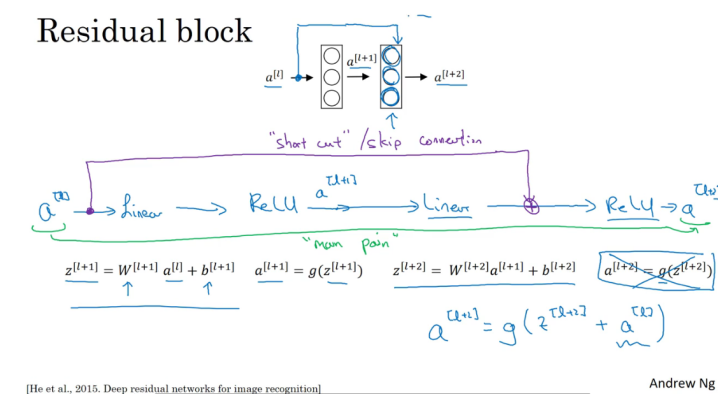 Residual block
a^[l] a^[l+1] a^[l+2]
"short cut" / skip connection
a^[l] → Linear → ReLU → a^[l+1] → Linear → ⊕ → ReLU → a^[l+2]
"main path"
z^[l+1] = W^[l+1] a^[l] + b^[l+1] a^[l+1] = g(z^[l+1]) z^[l+2] = W^[l+2] a^[l+1] + b^[l+2] a^[l+2] = g(z^[l+2])
a^[l+2] = g(z^[l+2] + a^[l])
Andrew Ng
[He et al., 2015. Deep residual networks for image recognition]